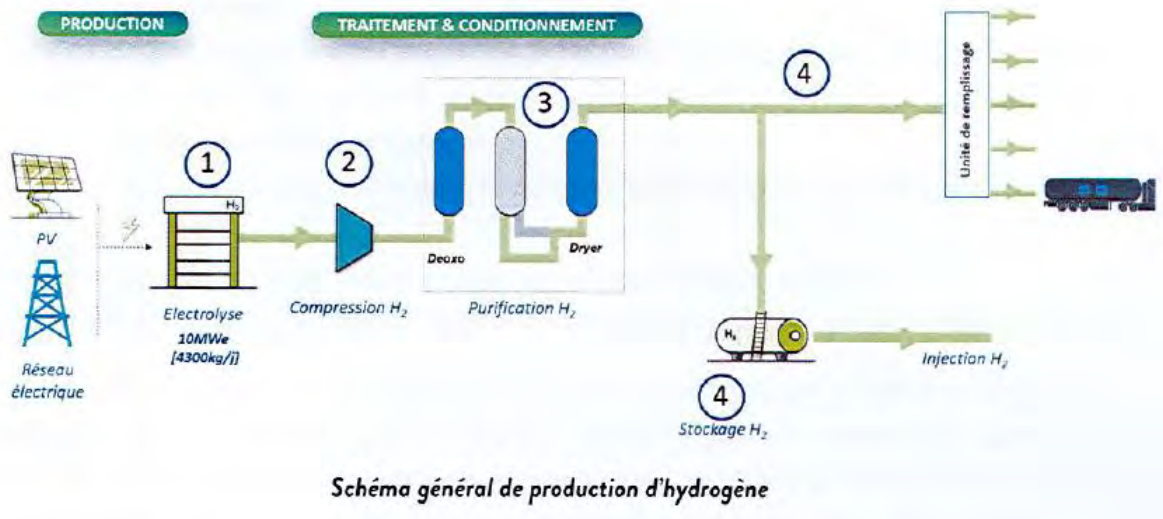 PRODUCTION
TRAITEMENT & CONDITIONNEMENT
4
3
Unité de remplissage
1
2
H₂
PV
Deoxo
Dryer
Electrolyse
Compression H₂
Purification H₂
10MWe
[4300kg/j]
H₂
Injection H₂
Réseau
électrique
4
Stockage H₂
Schéma général de production d'hydrogène